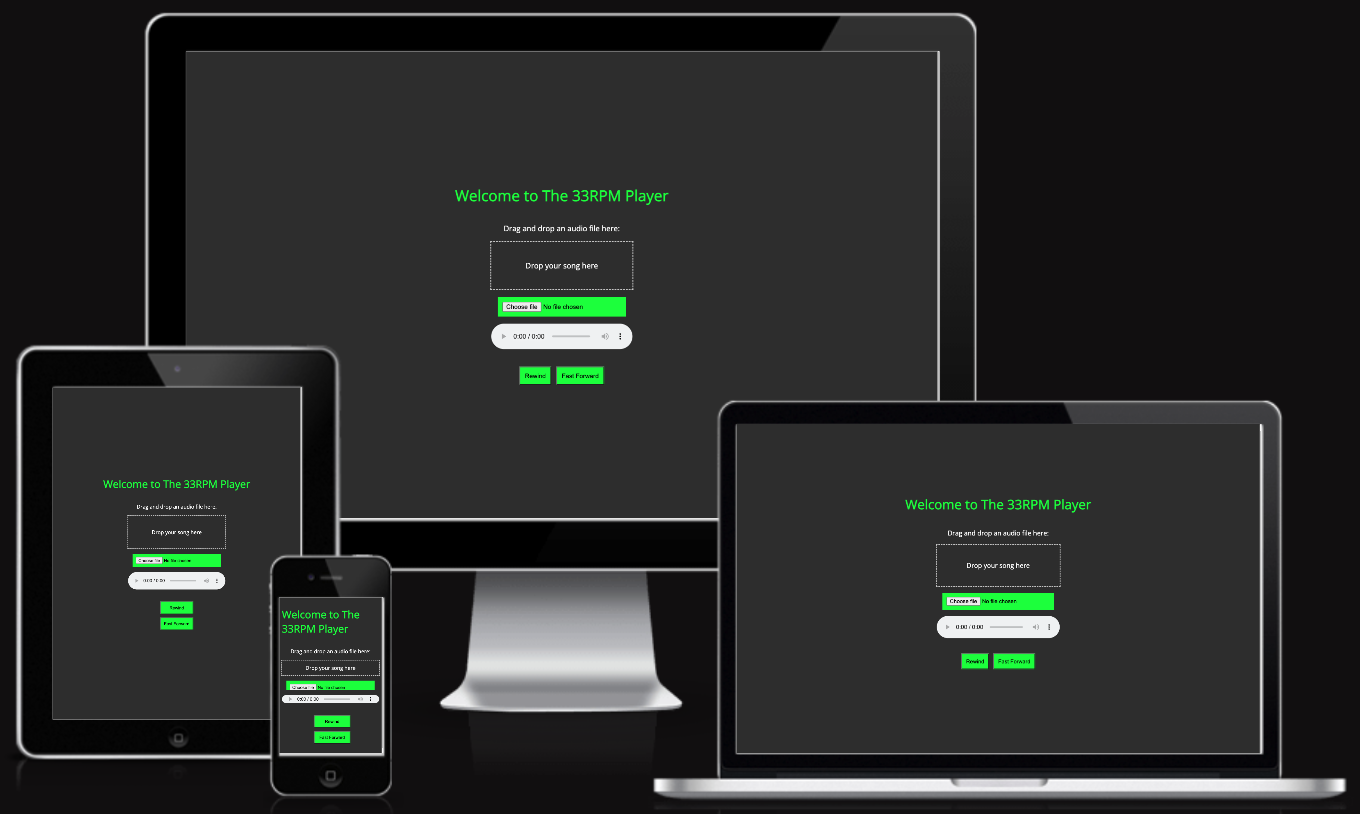 Welcome to The 33RPM Player
Drag and drop an audio file here:
Drop your song here
Choose file No file chosen
0:00 / 0:00
Rewind Fast Forward
Welcome to The 33RPM Player
Drag and drop an audio file here:
Drop your song here
Choose file No file chosen
0:00 / 0:00
Rewind
Fast Forward
Welcome to The
33RPM Player
Drag and drop an audio file here:
Drop your song here
Choose file No file chosen
0:00 / 0:00
Rewind
Fast Forward
Welcome to The 33RPM Player
Drag and drop an audio file here:
Drop your song here
Choose file No file chosen
0:00 / 0:00
Rewind Fast Forward